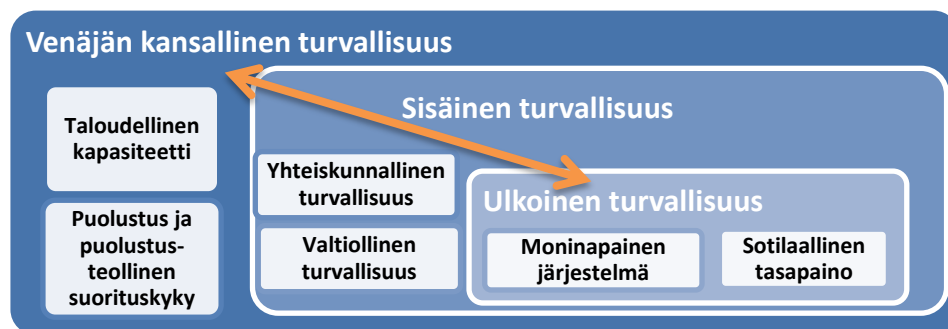 Venäjän kansallinen turvallisuus
Sisäinen turvallisuus
Taloudellinen
kapasiteetti
Yhteiskunnallinen
turvallisuus
Ulkoinen turvallisuus
Puolustus ja
puolustus-
teollinen
suorituskyky
Valtiollinen
turvallisuus
Moninapainen
järjestelmä
Sotilaallinen
tasapaino